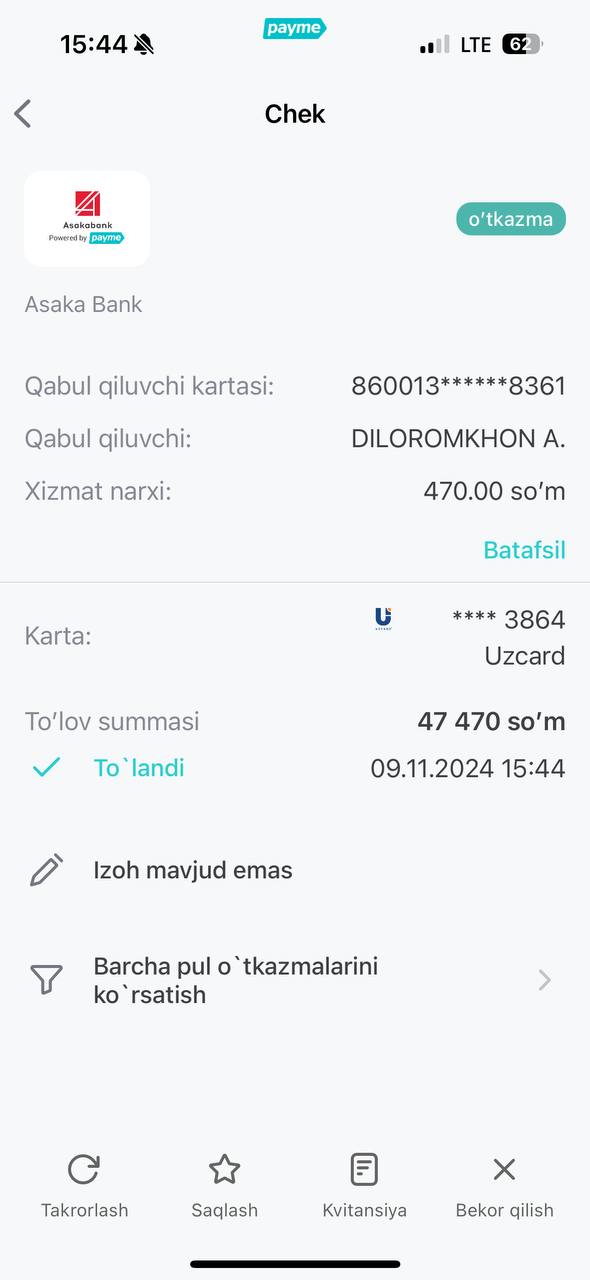 15:44
payme
LTE
62
Chek
Asakabank
Powered by payme
o‘tkazma
Asaka Bank
Qabul qiluvchi kartasi: 860013******8361
Qabul qiluvchi: DILOROMKHON A.
Xizmat narxi: 470.00 so‘m
Batafsil
Karta: **** 3864
Uzcard
To‘lov summasi 47 470 so‘m
To`landi 09.11.2024 15:44
Izoh mavjud emas
Barcha pul o`tkazmalarini
ko`rsatish
Takrorlash Saqlash Kvitansiya Bekor qilish